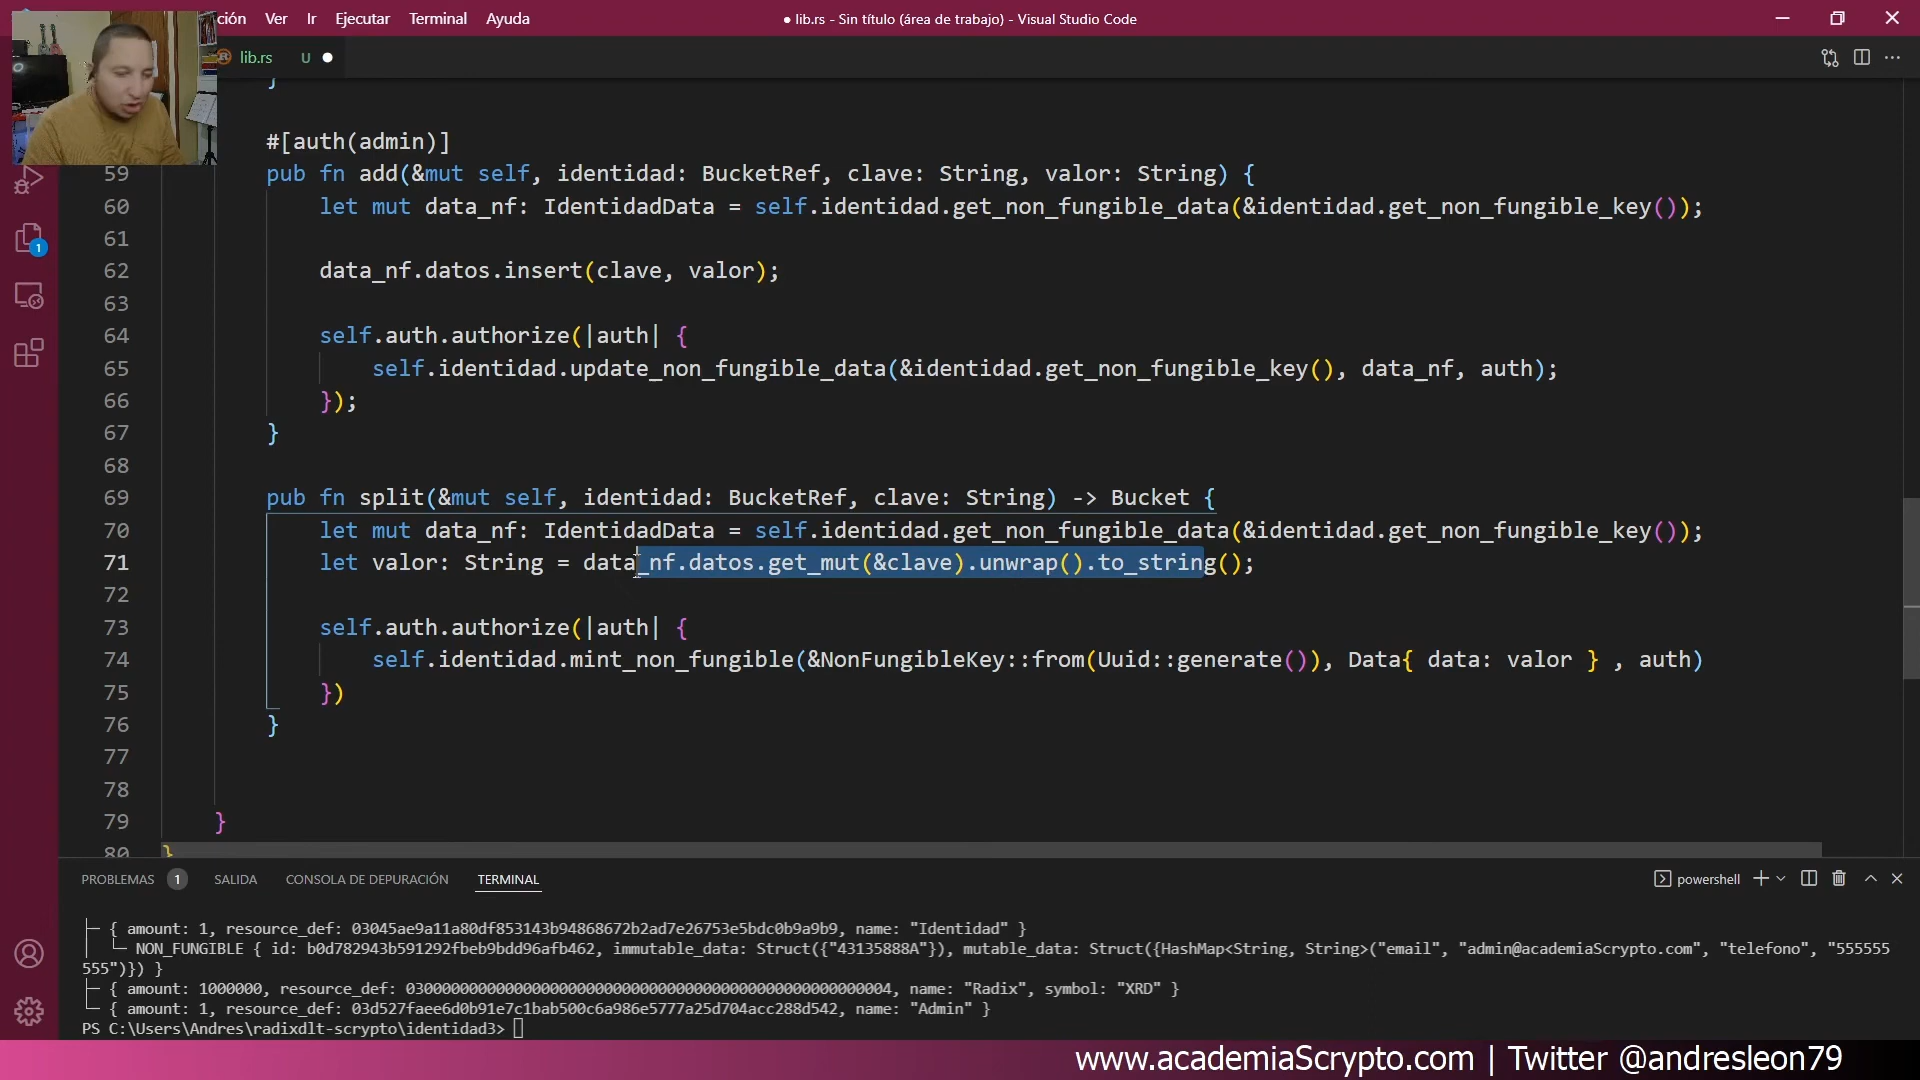 ción Ver Ir Ejecutar Terminal Ayuda
● lib.rs - Sin título (área de trabajo) - Visual Studio Code
lib.rs U
}
#[auth(admin)]
59 pub fn add(&mut self, identidad: BucketRef, clave: String, valor: String) {
60 let mut data_nf: IdentidadData = self.identidad.get_non_fungible_data(&identidad.get_non_fungible_key());
61
62 data_nf.datos.insert(clave, valor);
63
64 self.auth.authorize(|auth| {
65 self.identidad.update_non_fungible_data(&identidad.get_non_fungible_key(), data_nf, auth);
66 });
67 }
68
69 pub fn split(&mut self, identidad: BucketRef, clave: String) -> Bucket {
70 let mut data_nf: IdentidadData = self.identidad.get_non_fungible_data(&identidad.get_non_fungible_key());
71 let valor: String = data_nf.datos.get_mut(&clave).unwrap().to_string();
72
73 self.auth.authorize(|auth| {
74 self.identidad.mint_non_fungible(&NonFungibleKey::from(Uuid::generate()), Data{ data: valor } , auth)
75 })
76 }
77
78
79 }
80 }
1
PROBLEMAS 1 SALIDA CONSOLA DE DEPURACIÓN TERMINAL
powershell
├─ { amount: 1, resource_def: 03045ae9a11a80df853143b94868672b2ad7e26753e5bdc0b9a9b9, name: "Identidad" }
│ └─ NON_FUNGIBLE { id: b0d782943b591292fbeb9bdd96afb462, immutable_data: Struct({"43135888A"}), mutable_data: Struct({HashMap<String, String>("email", "admin@academiaScrypto.com", "telefono", "555555
555")}) }
├─ { amount: 1000000, resource_def: 030000000000000000000000000000000000000000000000000004, name: "Radix", symbol: "XRD" }
└─ { amount: 1, resource_def: 03d527faee6d0b91e7c1bab500c6a986e5777a25d704acc288d542, name: "Admin" }
PS C:\Users\Andres\radixdlt-scrypto\identidad3>
www.academiaScrypto.com | Twitter @andresleon79